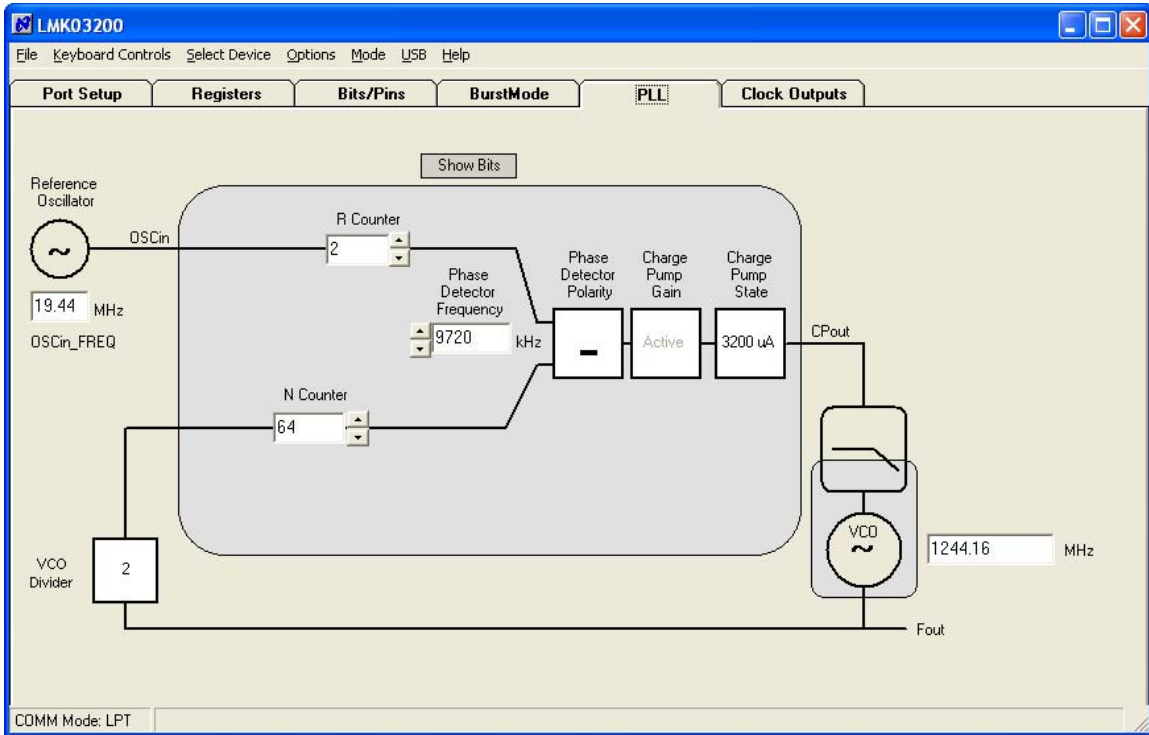 LMK03200
File Keyboard Controls Select Device Options Mode USB Help
Port Setup Registers Bits/Pins BurstMode PLL Clock Outputs
Show Bits
Reference
Oscillator
OSCin
~
19.44 MHz
OSCin_FREQ
R Counter
2
Phase
Detector
Frequency
9720 kHz
Phase
Detector
Polarity
-
Charge
Pump
Gain
Active
Charge
Pump
State
3200 uA
CPout
N Counter
64
VCO
~
1244.16 MHz
VCO
Divider
2
Fout
COMM Mode: LPT